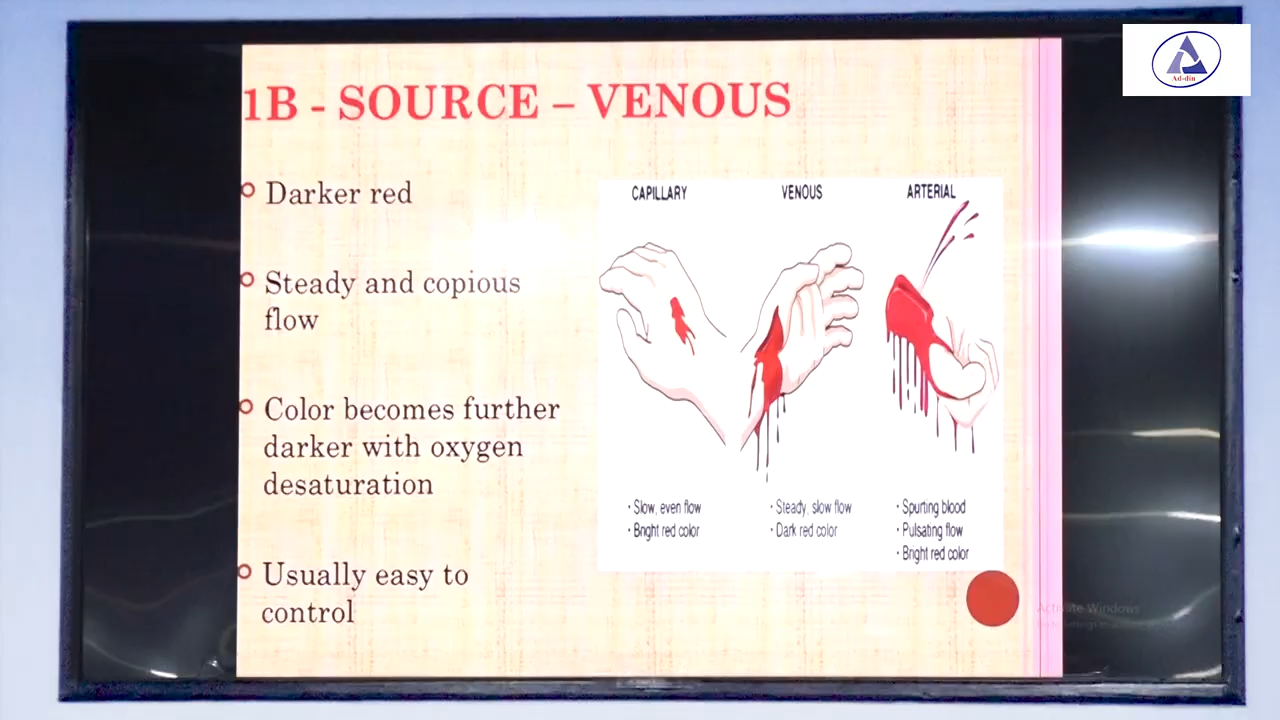 1B - SOURCE – VENOUS
Darker red
Steady and copious
flow
Color becomes further
darker with oxygen
desaturation
Usually easy to
control
CAPILLARY
· Slow, even flow
· Bright red color
VENOUS
· Steady, slow flow
· Dark red color
ARTERIAL
· Spurting blood
· Pulsating flow
· Bright red color
Ad-din
Activate Windows